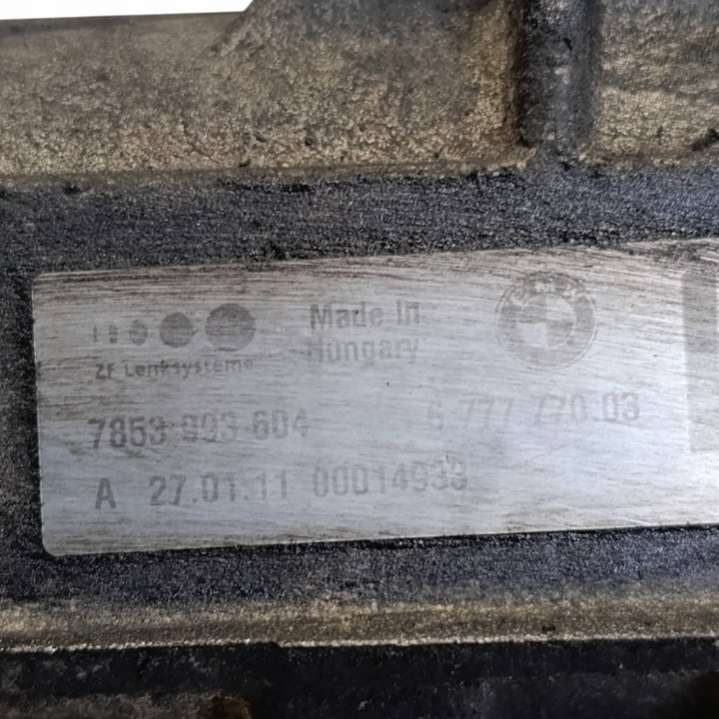 Made in
Hungary
ZF Lenksysteme
7853 993 604 6 777 770 03
A 27.01.11 00014933